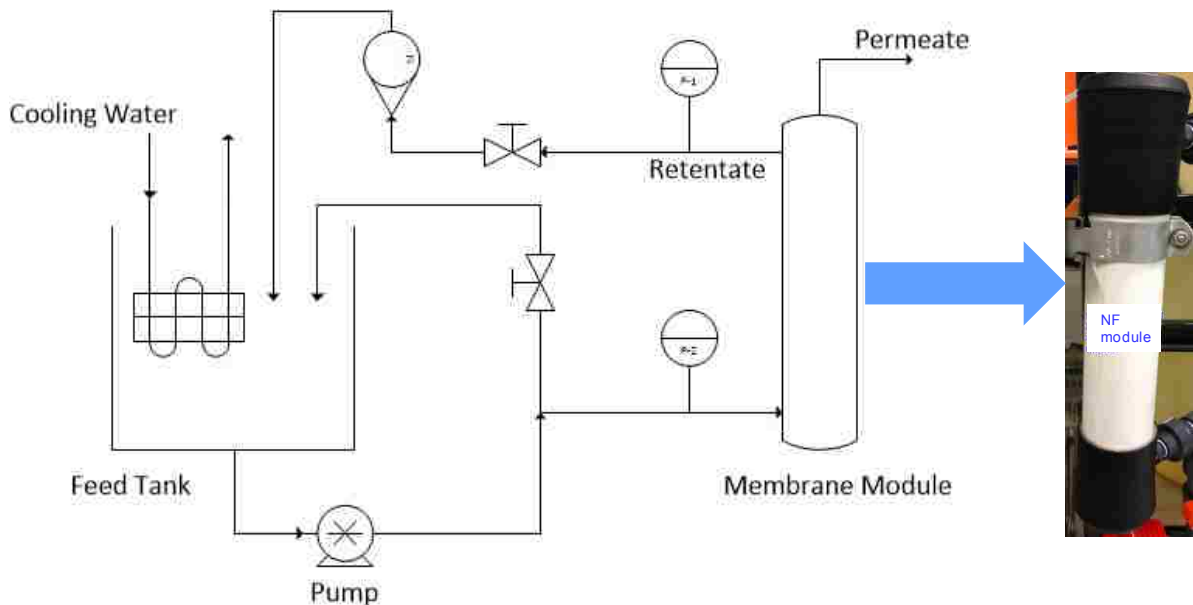 Permeate
Cooling Water
P-1
Retentate
P-2
NF
module
Feed Tank
Membrane Module
Pump